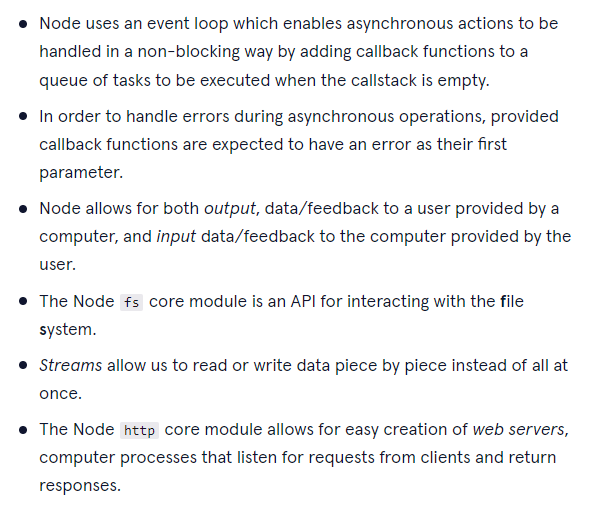 • Node uses an event loop which enables asynchronous actions to be
handled in a non-blocking way by adding callback functions to a
queue of tasks to be executed when the callstack is empty.
• In order to handle errors during asynchronous operations, provided
callback functions are expected to have an error as their first
parameter.
• Node allows for both output, data/feedback to a user provided by a
computer, and input data/feedback to the computer provided by the
user.
• The Node fs core module is an API for interacting with the file
system.
• Streams allow us to read or write data piece by piece instead of all at
once.
• The Node http core module allows for easy creation of web servers,
computer processes that listen for requests from clients and return
responses.